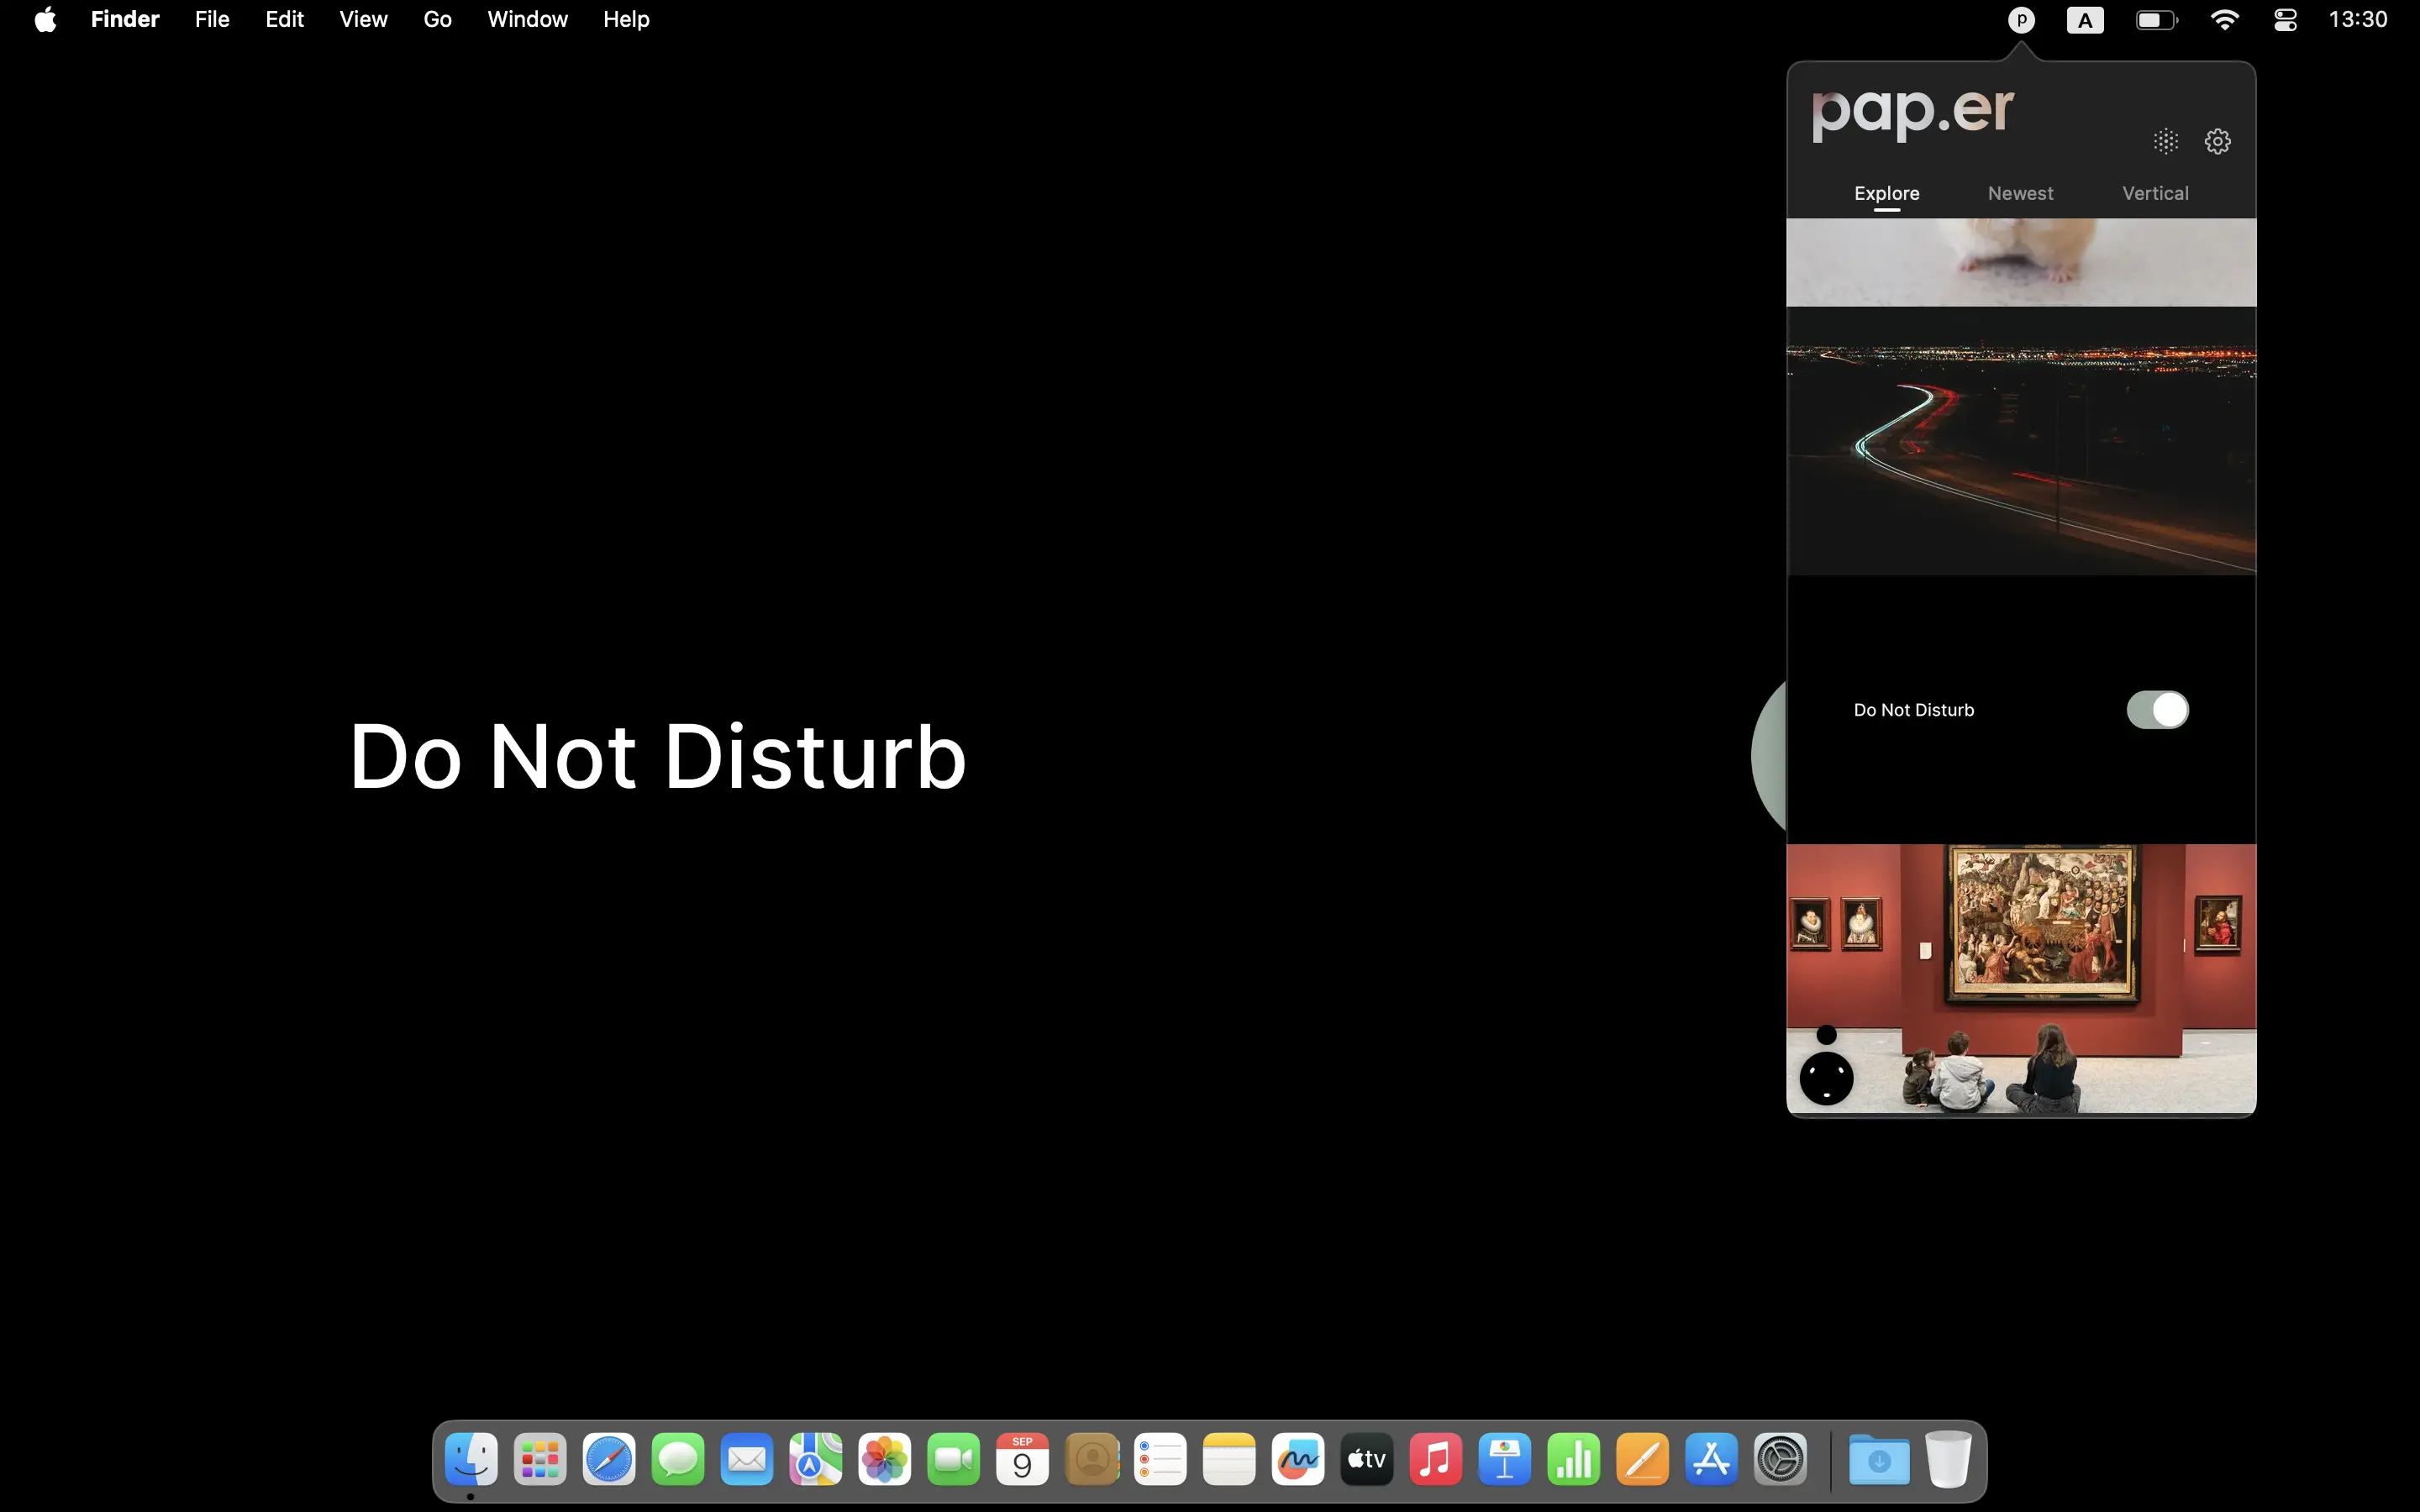 Finder File Edit View Go Window Help
p A 13:30
pap.er
Explore Newest Vertical
Do Not Disturb
Do Not Disturb
SEP
9
tv